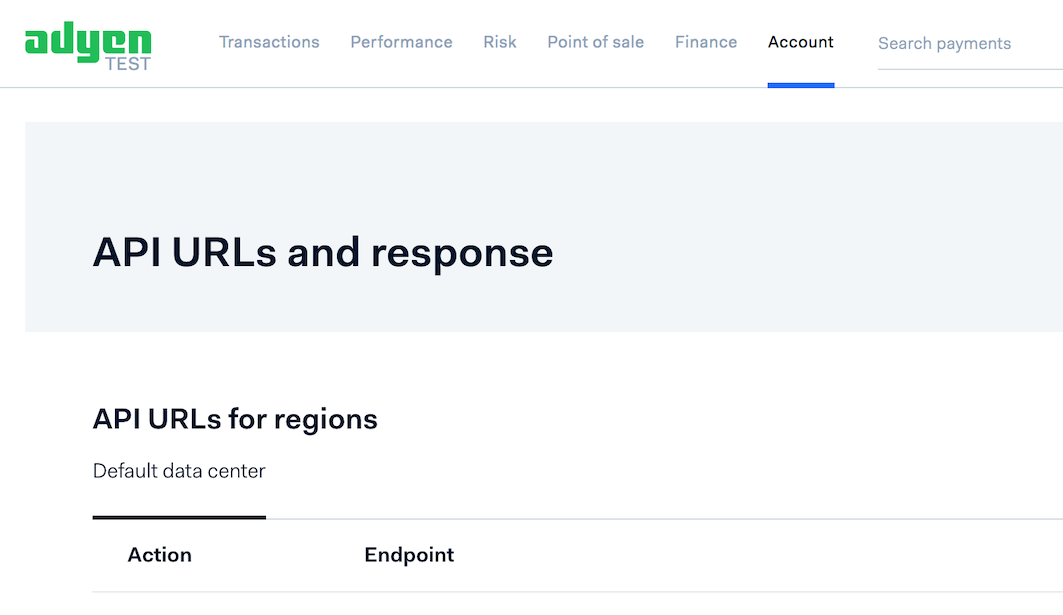 adyen
TEST
Transactions Performance Risk Point of sale Finance Account Search payments
API URLs and response
API URLs for regions
Default data center
Action Endpoint